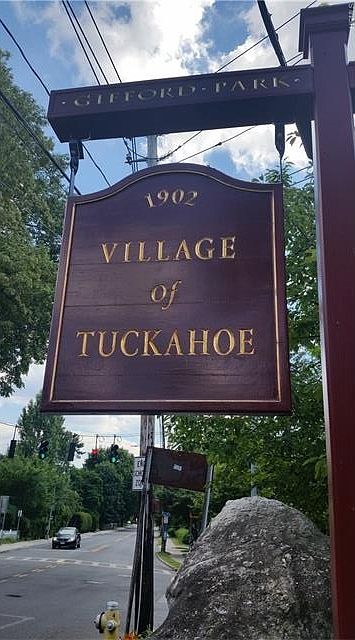 · GIFFORD · PARK ·
1902
VILLAGE
of
TUCKAHOE